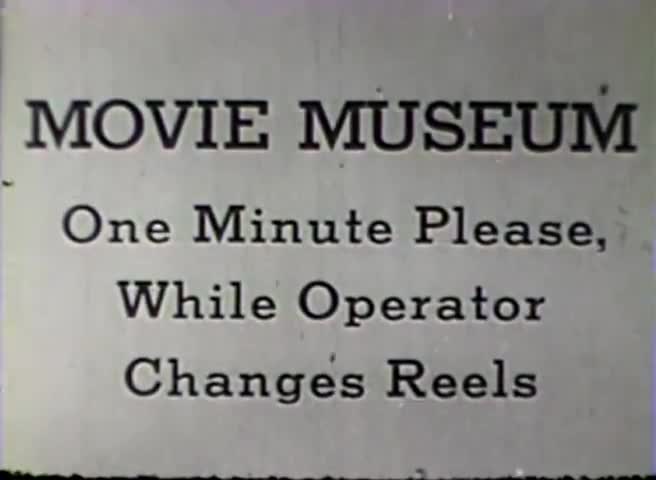 MOVIE MUSEUM
One Minute Please,
While Operator
Changes Reels